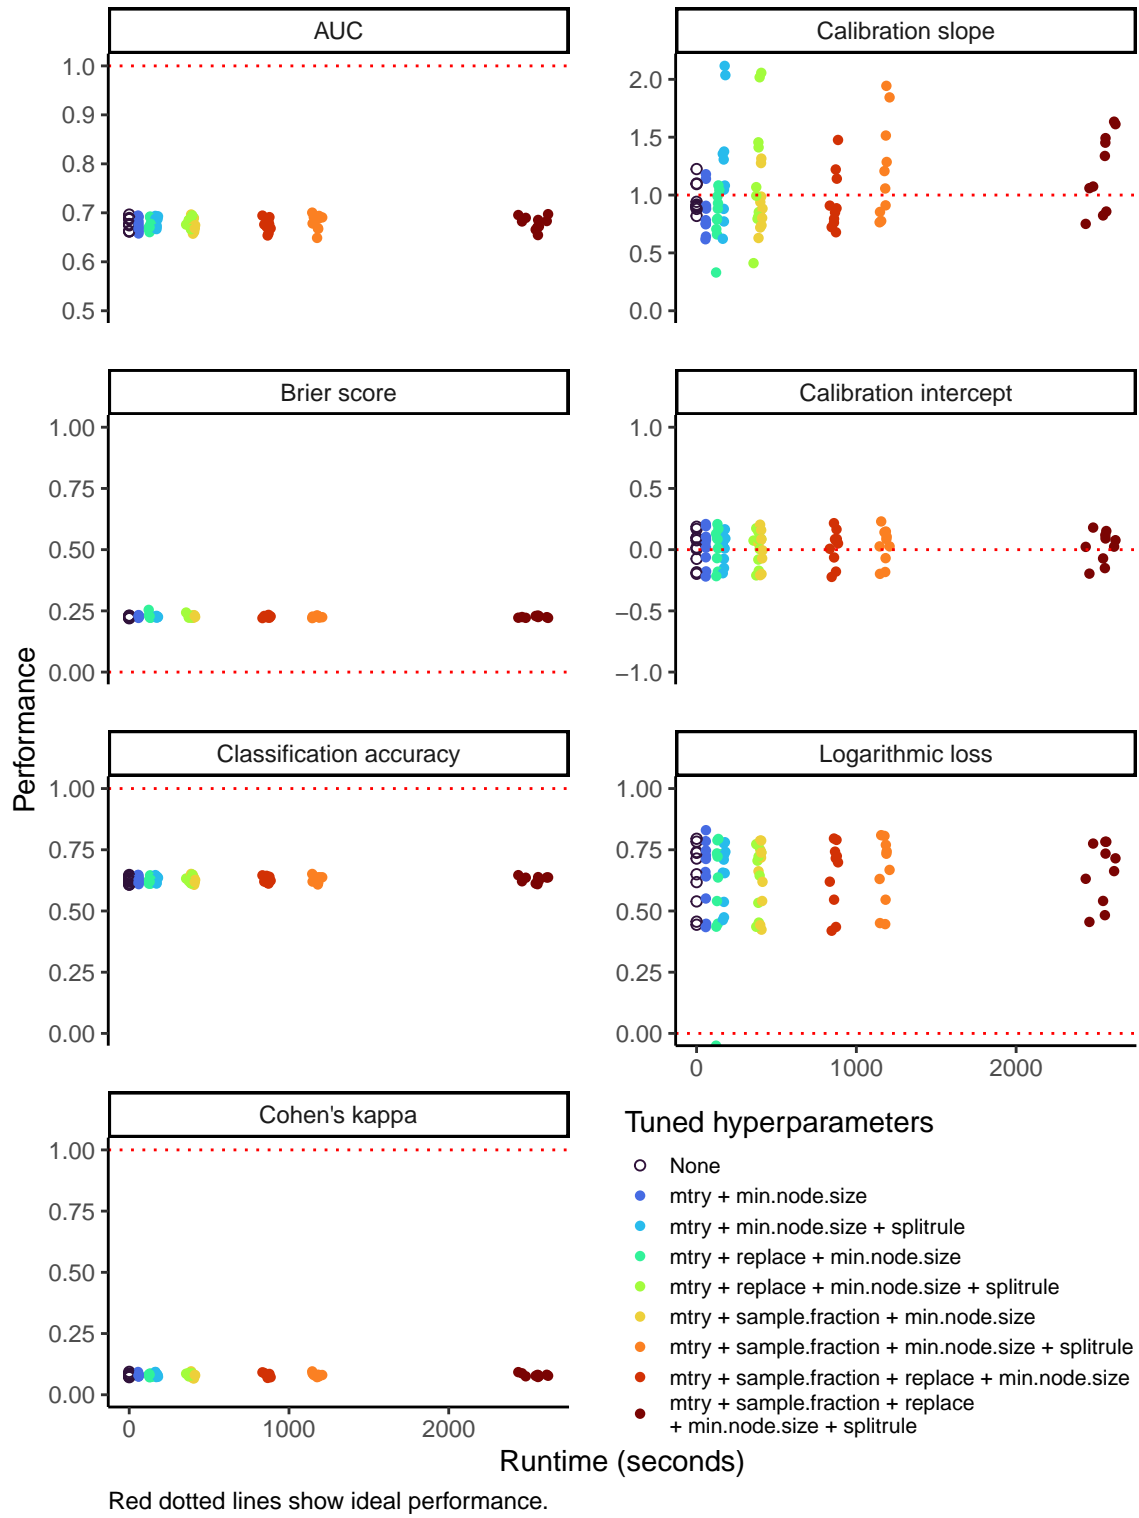 AUC
1.0
0.9
0.8
0.7
0.6
0.5
Calibration slope
2.0
1.5
1.0
0.5
0.0
Brier score
1.00
0.75
0.50
0.25
0.00
Calibration intercept
1.0
0.5
0.0
−0.5
−1.0
Performance
Classification accuracy
1.00
0.75
0.50
0.25
0.00
Logarithmic loss
1.00
0.75
0.50
0.25
0.00
0
1000
2000
Cohen's kappa
1.00
0.75
0.50
0.25
0.00
0
1000
2000
Tuned hyperparameters
None
mtry + min.node.size
mtry + min.node.size + splitrule
mtry + replace + min.node.size
mtry + replace + min.node.size + splitrule
mtry + sample.fraction + min.node.size
mtry + sample.fraction + min.node.size + splitrule
mtry + sample.fraction + replace + min.node.size
mtry + sample.fraction + replace
+ min.node.size + splitrule
Runtime (seconds)
Red dotted lines show ideal performance.